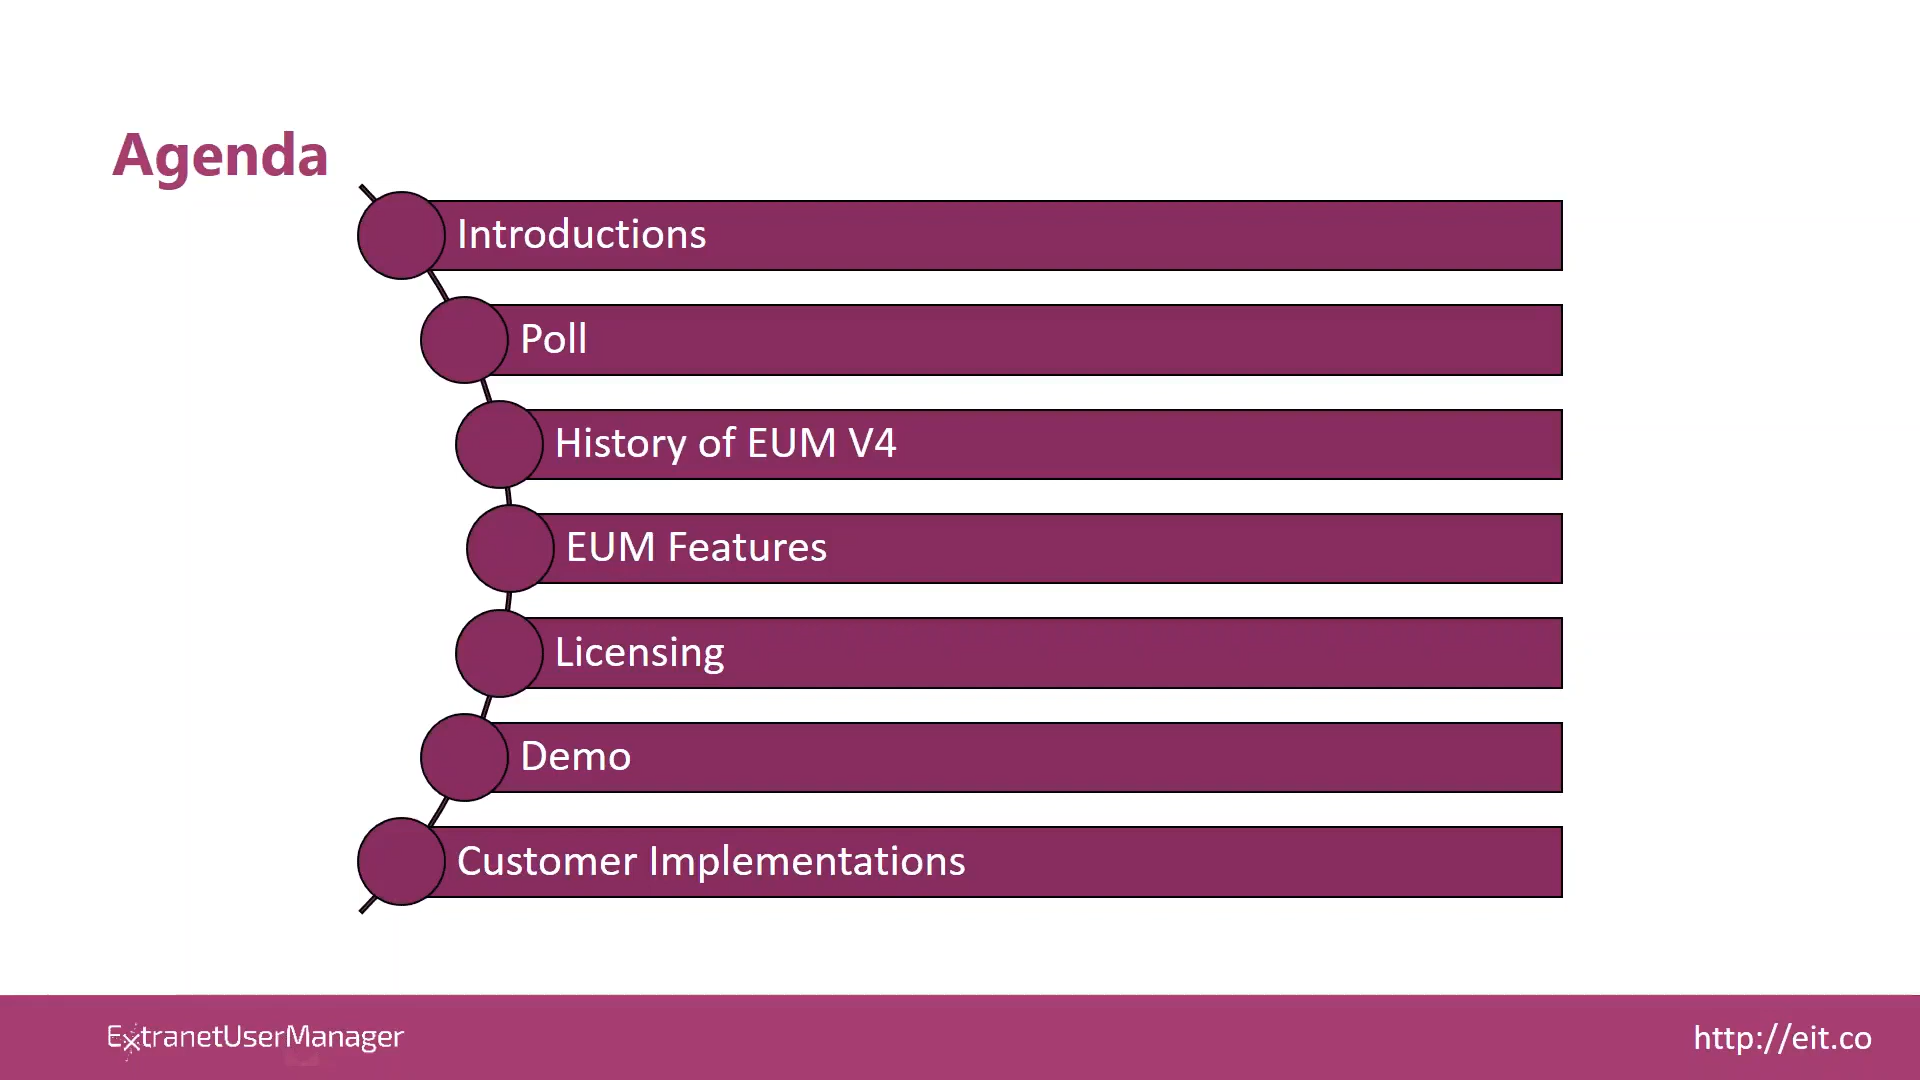 Agenda
Introductions
Poll
History of EUM V4
EUM Features
Licensing
Demo
Customer Implementations
ExtranetUserManager
http://eit.co